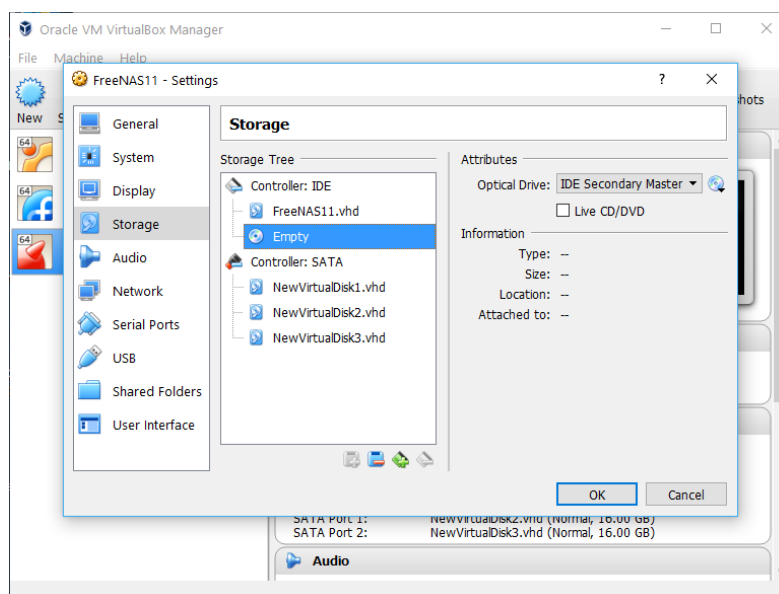 Oracle VM VirtualBox Manager
File Machine Help
FreeNAS11 - Settings
?
New
64
64
64
General
System
Display
Storage
Audio
Network
Serial Ports
USB
Shared Folders
User Interface
Storage
Storage Tree
Controller: IDE
FreeNAS11.vhd
Empty
Controller: SATA
NewVirtualDisk1.vhd
NewVirtualDisk2.vhd
NewVirtualDisk3.vhd
Attributes
Optical Drive: IDE Secondary Master
Live CD/DVD
Information
Type: --
Size: --
Location: --
Attached to: --
OK Cancel
SATA Port 1: NewVirtualDisk2.vhd (Normal, 16.00 GB)
SATA Port 2: NewVirtualDisk3.vhd (Normal, 16.00 GB)
Audio